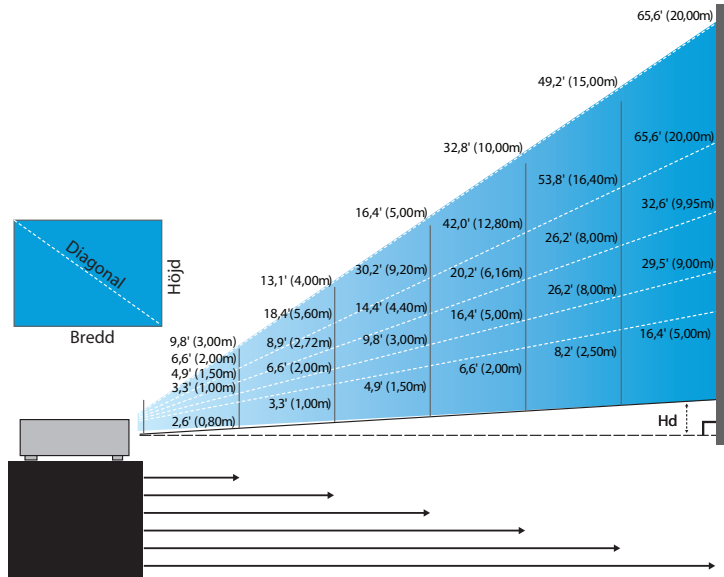 65,6' (20,00m)
49,2' (15,00m)
32,8' (10,00m)
16,4' (5,00m)
13,1' (4,00m)
9,8' (3,00m)
65,6' (20,00m)
53,8' (16,40m)
42,0' (12,80m)
30,2' (9,20m)
18,4'(5,60m)
6,6' (2,00m)
32,6' (9,95m)
26,2' (8,00m)
20,2' (6,16m)
14,4' (4,40m)
8,9' (2,72m)
4,9' (1,50m)
29,5' (9,00m)
26,2' (8,00m)
16,4' (5,00m)
9,8' (3,00m)
6,6' (2,00m)
3,3' (1,00m)
16,4' (5,00m)
8,2' (2,50m)
6,6' (2,00m)
4,9' (1,50m)
3,3' (1,00m)
2,6' (0,80m)
Diagonal
Höjd
Bredd
Hd